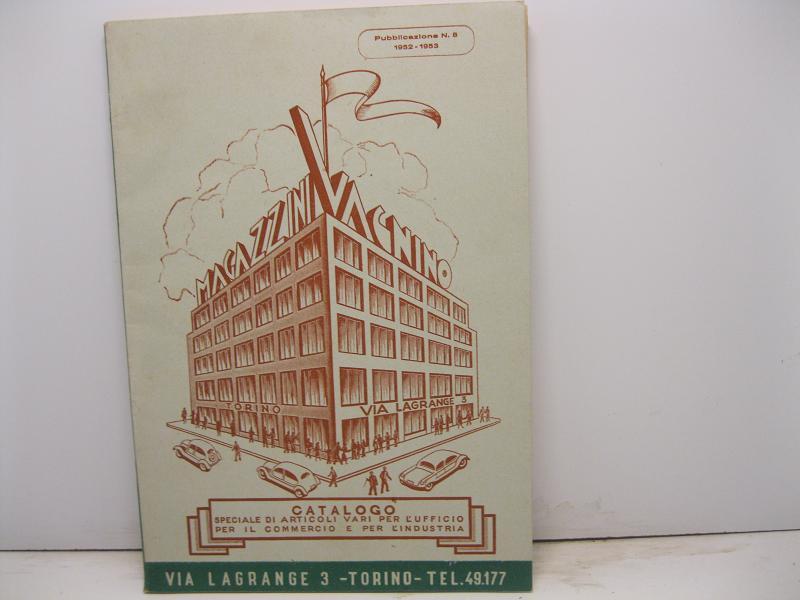 Pubblicazione N. 8
1952-1953
MAGAZZINI VAGNINO
TORINO
VIA LAGRANGE 3
CATALOGO
SPECIALE DI ARTICOLI VARI PER L'UFFICIO
PER IL COMMERCIO E PER L'INDUSTRIA
VIA LAGRANGE 3 - TORINO - TEL. 49.177